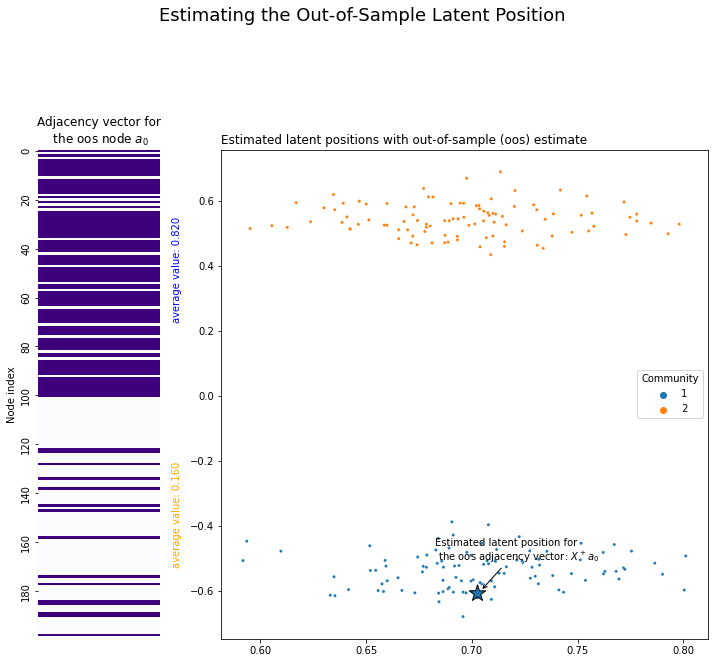 Estimating the Out-of-Sample Latent Position
Adjacency vector for
the oos node a₀
Node index
0
20
40
60
80
100
120
140
160
180
average value: 0.820
average value: 0.160
Estimated latent positions with out-of-sample (oos) estimate
0.6
0.4
0.2
0.0
−0.2
−0.4
−0.6
0.60
0.65
0.70
0.75
0.80
Community
1
2
Estimated latent position for
the oos adjacency vector: X⁺a₀